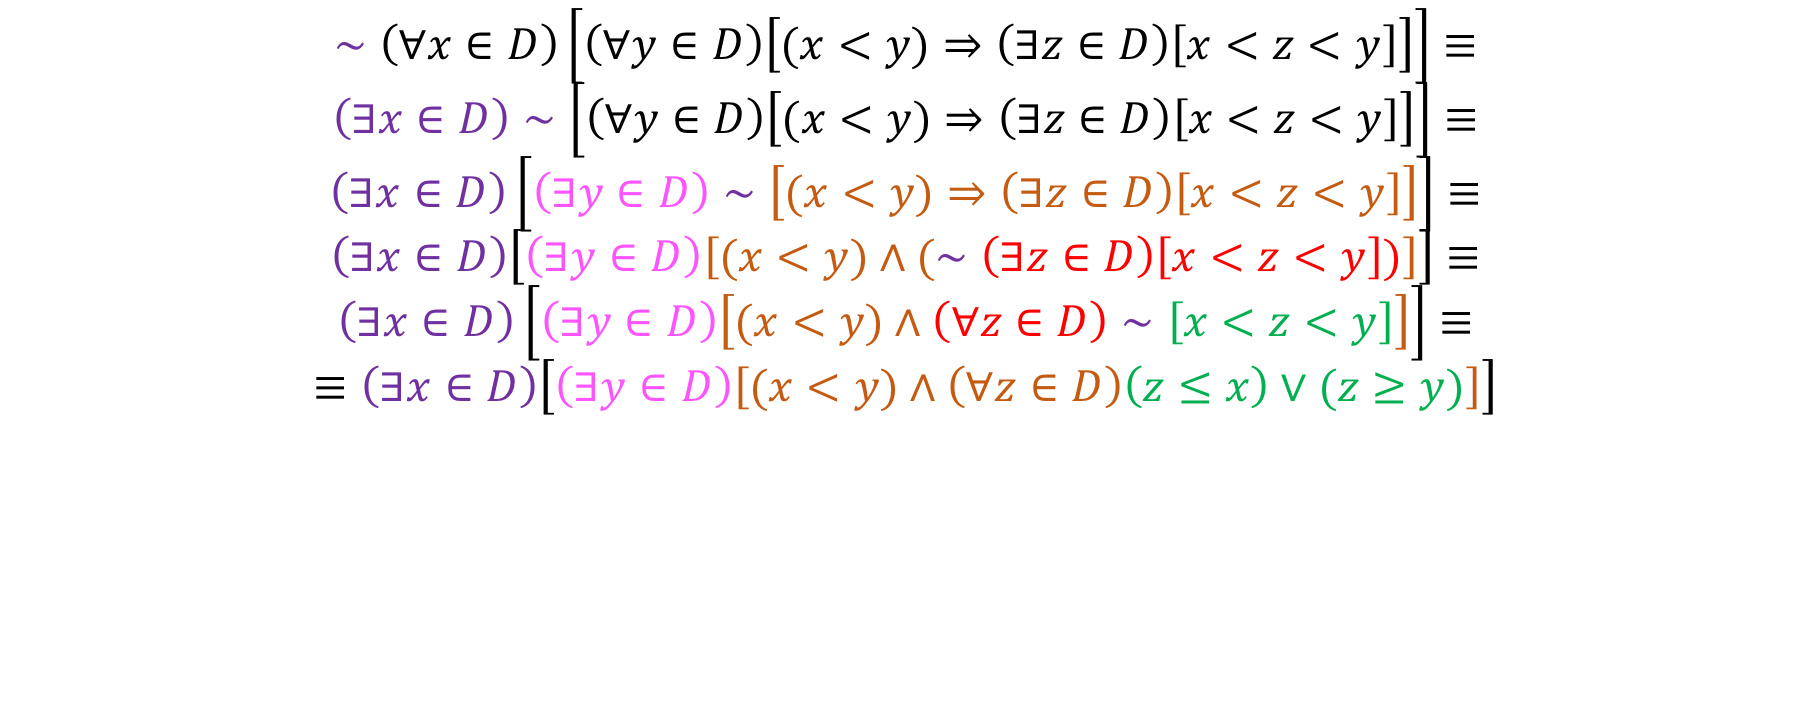 ~ (∀x ∈ D) [(∀y ∈ D)[(x < y) ⇒ (∃z ∈ D)[x < z < y]]] ≡
(∃x ∈ D) ~ [(∀y ∈ D)[(x < y) ⇒ (∃z ∈ D)[x < z < y]]] ≡
(∃x ∈ D) [(∃y ∈ D) ~ [(x < y) ⇒ (∃z ∈ D)[x < z < y]]] ≡
(∃x ∈ D)[(∃y ∈ D)[(x < y) ∧ (~ (∃z ∈ D)[x < z < y])]] ≡
(∃x ∈ D) [(∃y ∈ D)[(x < y) ∧ (∀z ∈ D) ~ [x < z < y]]] ≡
≡ (∃x ∈ D)[(∃y ∈ D)[(x < y) ∧ (∀z ∈ D)(z ≤ x) ∨ (z ≥ y)]]